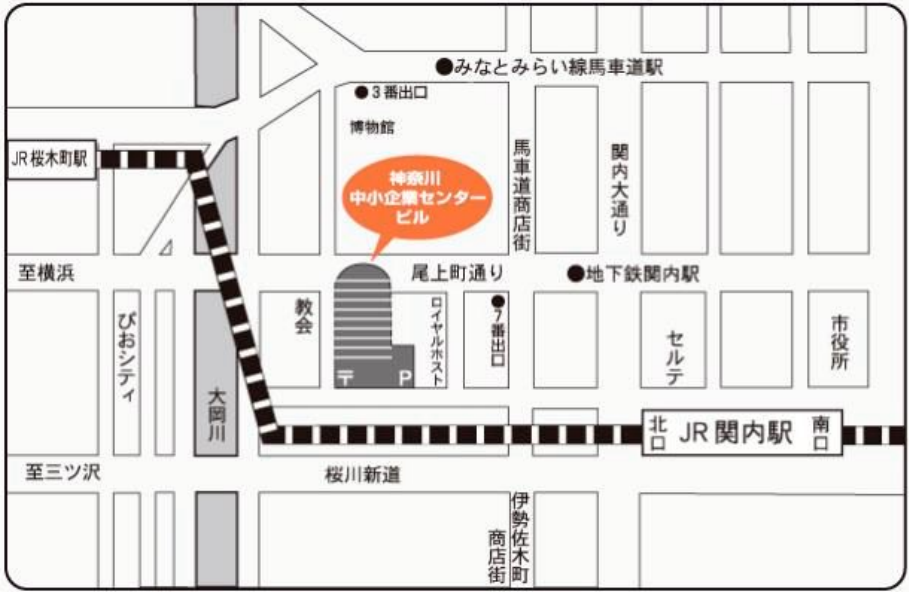 ●みなとみらい線馬車道駅
●3番出口
博物館
JR桜木町駅
神奈川
中小企業センター
ビル
馬車道商店街
関内大通り
至横浜
尾上町通り
●地下鉄関内駅
ぴおシティ
大岡川
教会
〒
P
ロイヤルホスト
●7番出口
セルテ
市役所
北口
JR関内駅
南口
至三ツ沢
桜川新道
伊勢佐木町
商店街